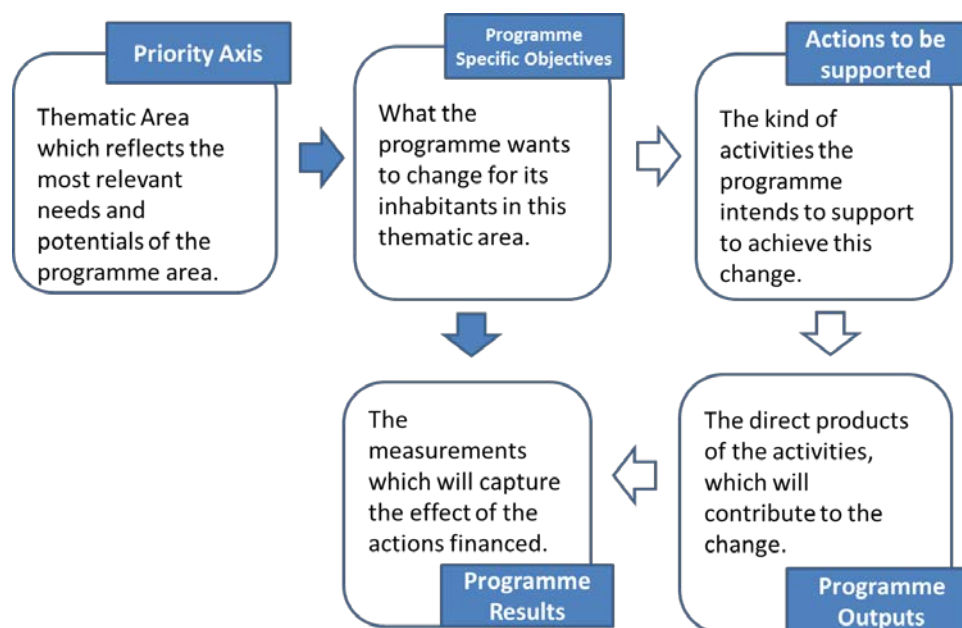 Priority Axis
Thematic Area
which reflects the
most relevant
needs and
potentials of the
programme area.
Programme
Specific Objectives
What the
programme wants
to change for its
inhabitants in this
thematic area.
Actions to be
supported
The kind of
activities the
programme
intends to support
to achieve this
change.
The
measurements
which will capture
the effect of the
actions financed.
Programme
Results
The direct products
of the activities,
which will
contribute to the
change.
Programme
Outputs